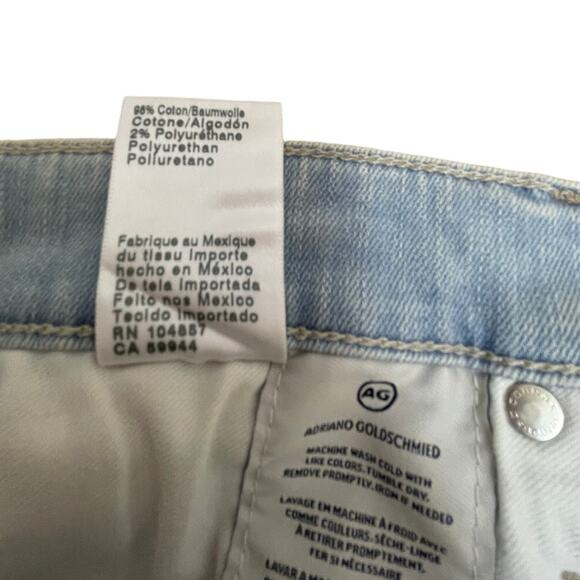 98% Coton/Baumwolle
Cotone/Algodón
2% Polyuréthane
Polyurethan
Poliuretano
Fabrique au Mexique
du tissu importe
hecho en México
De tela importada
Feito nos Mexico
Tecido importado
RN 104857
CA 59944
AG
ADRIANO GOLDSCHMIED
MACHINE WASH COLD WITH
LIKE COLORS. TUMBLE DRY.
REMOVE PROMPTLY. IRON IF NEEDED
LAVAGE EN MACHINE À FROID AVEC
COMME COULEURS. SÈCHE-LINGE
À RETIRER PROMPTEMENT.
FER SI NÉCESSAIRE
LAVAR A